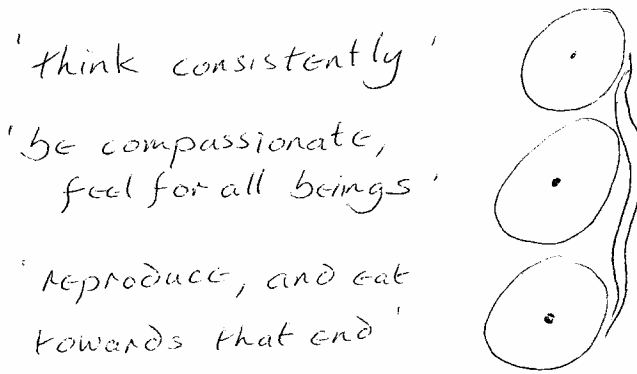 'think consistently'
'be compassionate,
feel for all beings'
'reproduce, and eat
towards that end'